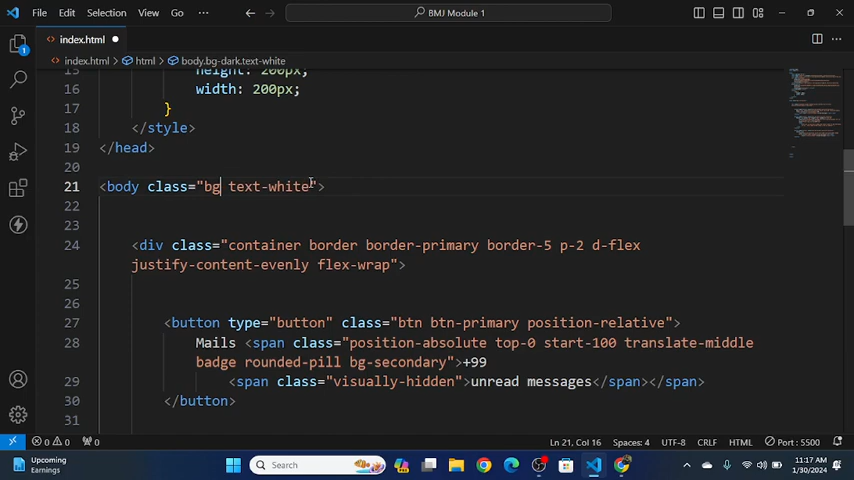 File Edit Selection View Go ··· BMJ Module 1
index.html
index.html > html > body.bg-dark.text-white
15 height: 200px;
16 width: 200px;
17 }
18 </style>
19 </head>
20
21 <body class="bg text-white">
22
23
24 <div class="container border border-primary border-5 p-2 d-flex
justify-content-evenly flex-wrap">
25
26
27 <button type="button" class="btn btn-primary position-relative">
28 Mails <span class="position-absolute top-0 start-100 translate-middle
badge rounded-pill bg-secondary">+99
29 <span class="visually-hidden">unread messages</span></span>
30 </button>
31
1
0 0 0 Ln 21, Col 16 Spaces: 4 UTF-8 CRLF HTML Port : 5500
Upcoming
Earnings
Search
11:17 AM
1/30/2024